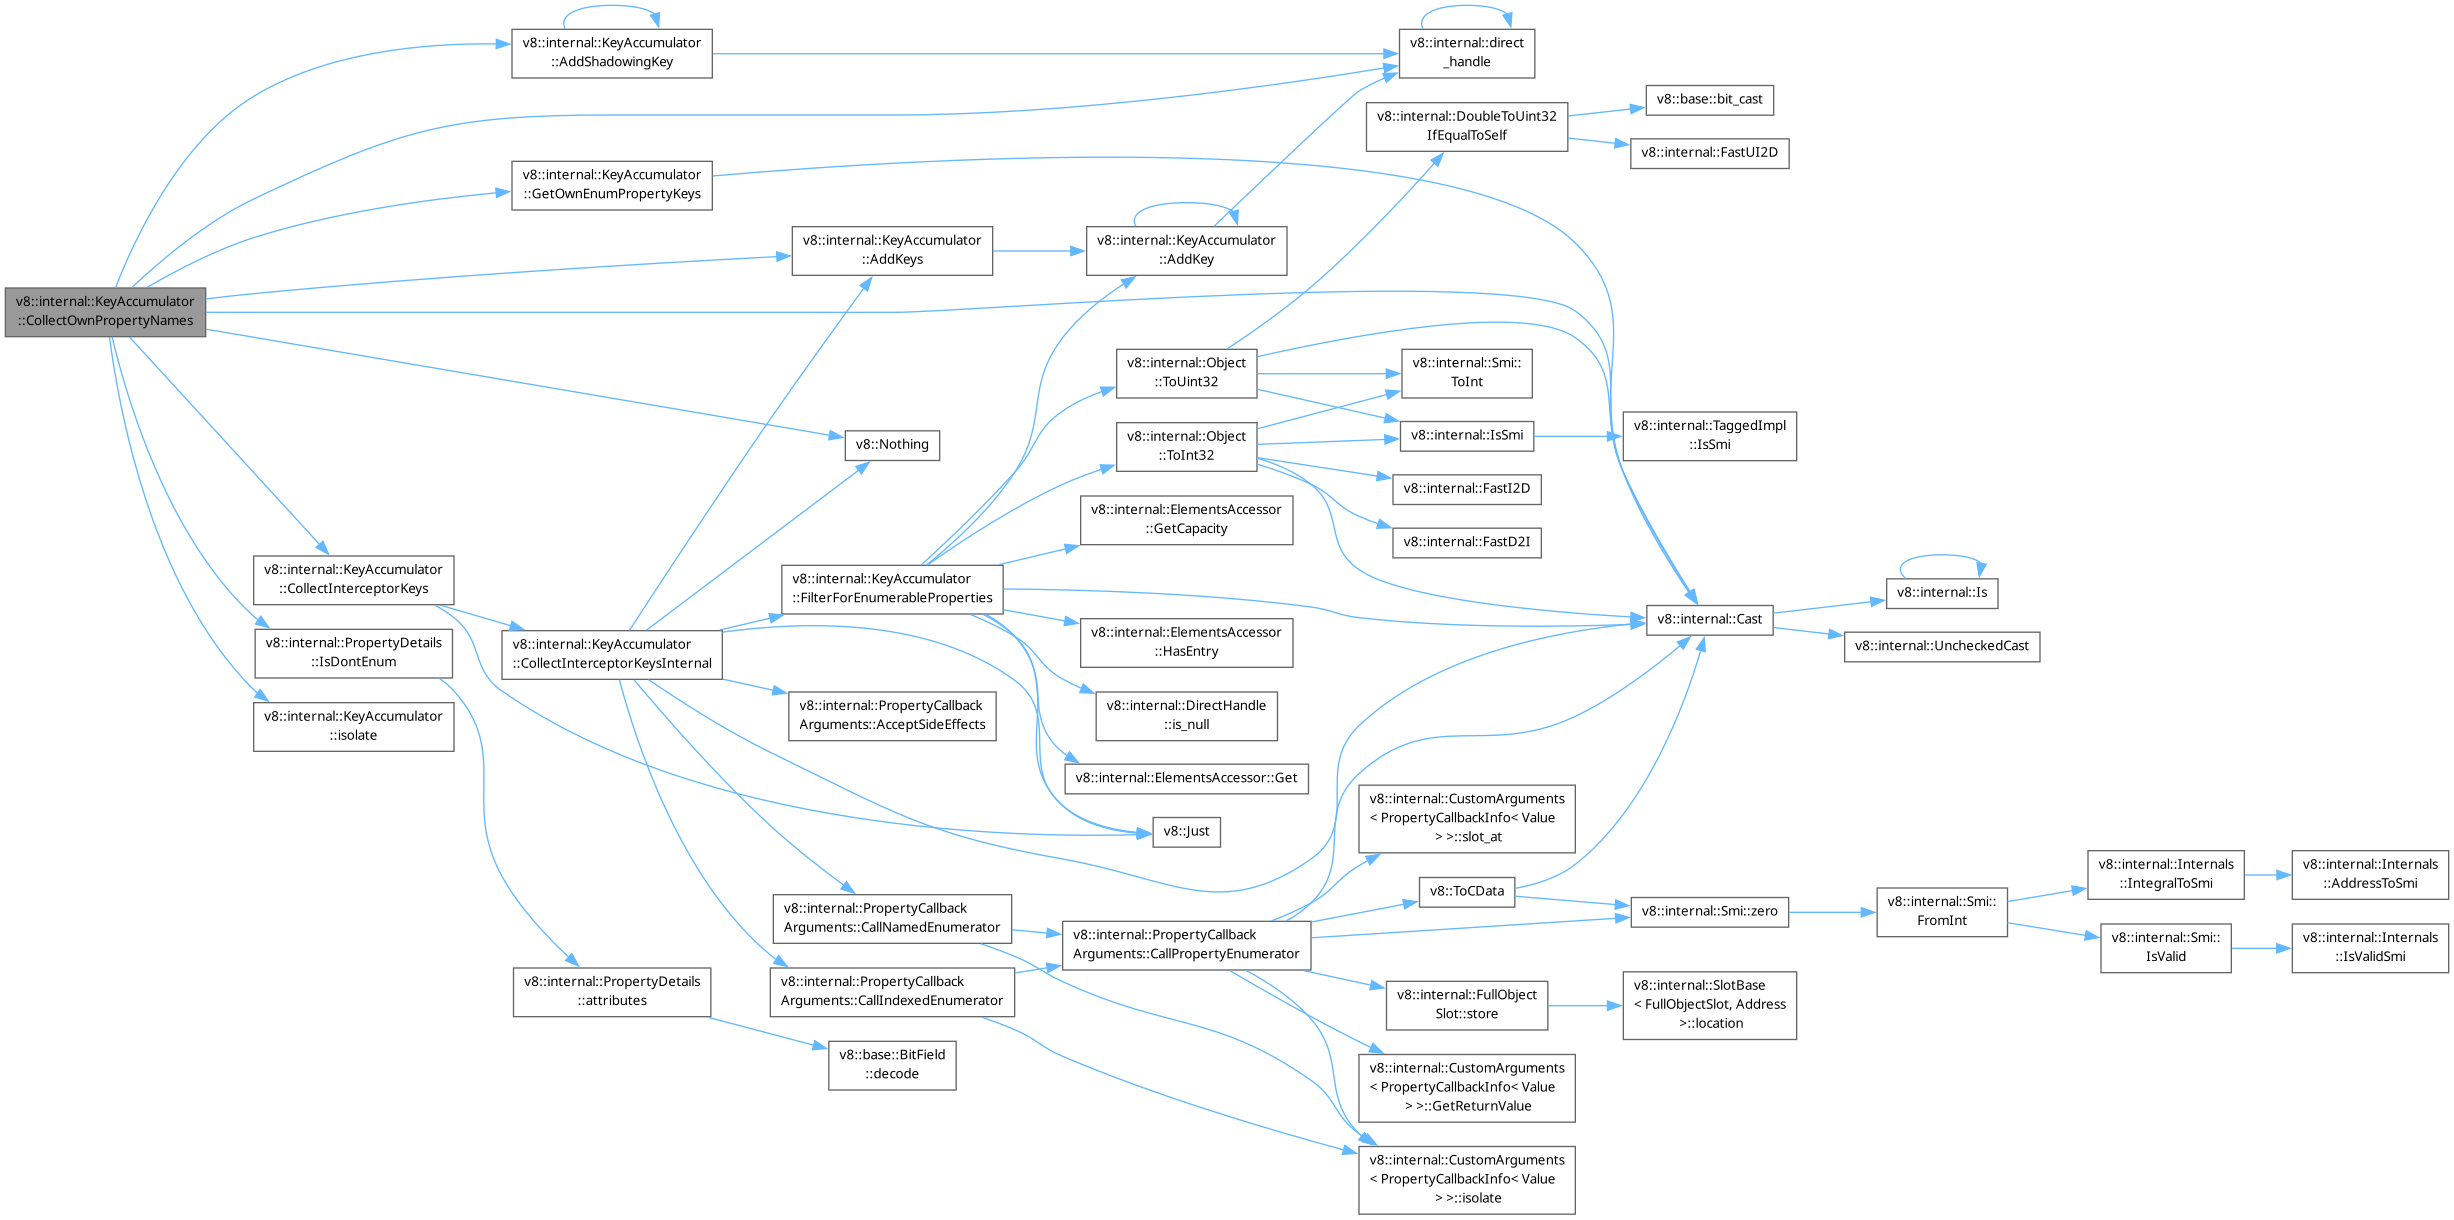 v8::internal::KeyAccumulator
::CollectOwnPropertyNames
v8::internal::KeyAccumulator
::AddShadowingKey
v8::internal::direct
_handle
v8::internal::KeyAccumulator
::GetOwnEnumPropertyKeys
v8::internal::DoubleToUint32
IfEqualToSelf
v8::base::bit_cast
v8::internal::FastUI2D
v8::internal::KeyAccumulator
::AddKeys
v8::internal::KeyAccumulator
::AddKey
v8::Nothing
v8::internal::Object
::ToUint32
v8::internal::Smi::
ToInt
v8::internal::Object
::ToInt32
v8::internal::IsSmi
v8::internal::TaggedImpl
::IsSmi
v8::internal::FastI2D
v8::internal::FastD2I
v8::internal::ElementsAccessor
::GetCapacity
v8::internal::KeyAccumulator
::CollectInterceptorKeys
v8::internal::KeyAccumulator
::FilterForEnumerableProperties
v8::internal::ElementsAccessor
::HasEntry
v8::internal::Cast
v8::internal::Is
v8::internal::UncheckedCast
v8::internal::PropertyDetails
::IsDontEnum
v8::internal::KeyAccumulator
::CollectInterceptorKeysInternal
v8::internal::KeyAccumulator
::isolate
v8::internal::PropertyCallback
Arguments::AcceptSideEffects
v8::internal::DirectHandle
::is_null
v8::internal::ElementsAccessor::Get
v8::Just
v8::internal::CustomArguments
< PropertyCallbackInfo< Value
> >::slot_at
v8::ToCData
v8::internal::Smi::zero
v8::internal::Smi::
FromInt
v8::internal::Internals
::IntegralToSmi
v8::internal::Internals
::AddressToSmi
v8::internal::Smi::
IsValid
v8::internal::Internals
::IsValidSmi
v8::internal::PropertyCallback
Arguments::CallNamedEnumerator
v8::internal::PropertyCallback
Arguments::CallPropertyEnumerator
v8::internal::PropertyDetails
::attributes
v8::internal::PropertyCallback
Arguments::CallIndexedEnumerator
v8::internal::FullObject
Slot::store
v8::internal::SlotBase
< FullObjectSlot, Address
>::location
v8::base::BitField
::decode
v8::internal::CustomArguments
< PropertyCallbackInfo< Value
> >::GetReturnValue
v8::internal::CustomArguments
< PropertyCallbackInfo< Value
> >::isolate